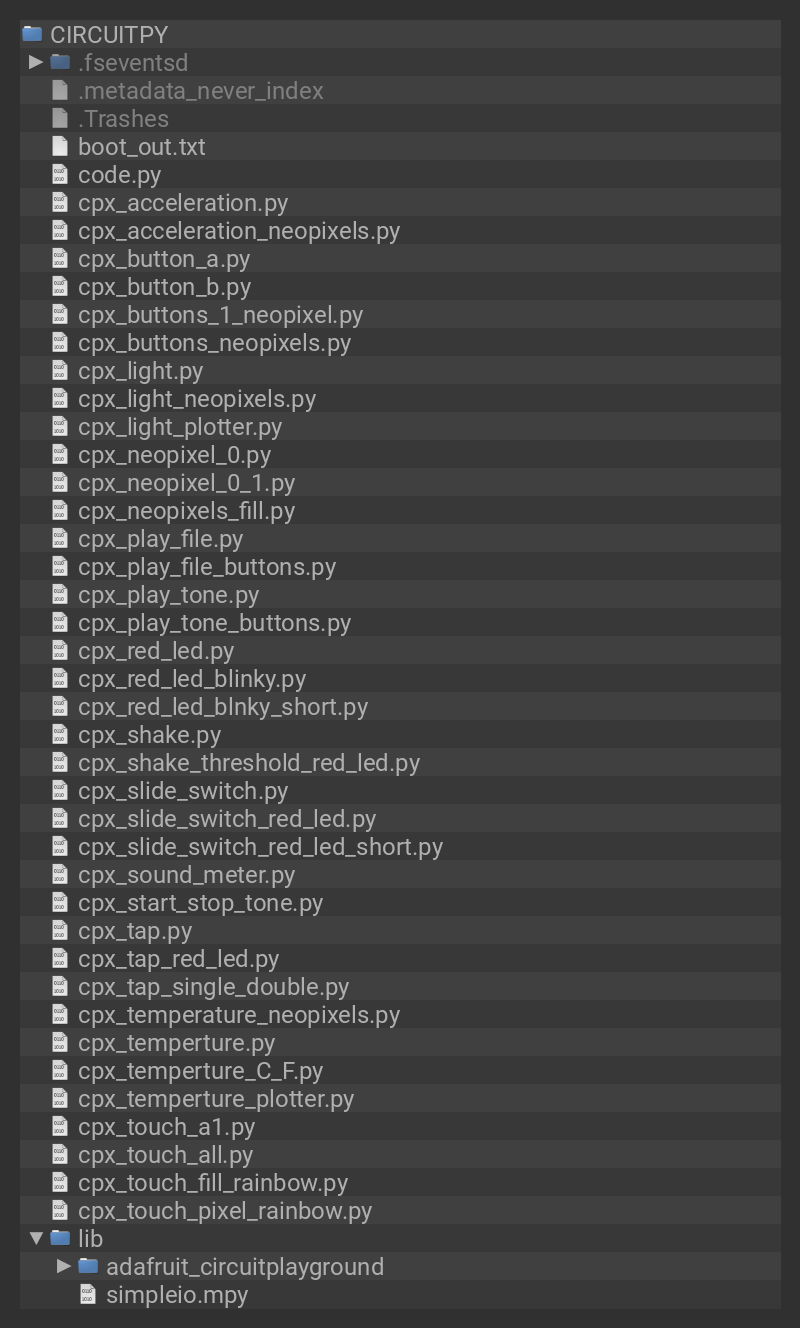 CIRCUITPY
.fseventsd
.metadata_never_index
.Trashes
boot_out.txt
code.py
cpx_acceleration.py
cpx_acceleration_neopixels.py
cpx_button_a.py
cpx_button_b.py
cpx_buttons_1_neopixel.py
cpx_buttons_neopixels.py
cpx_light.py
cpx_light_neopixels.py
cpx_light_plotter.py
cpx_neopixel_0.py
cpx_neopixel_0_1.py
cpx_neopixels_fill.py
cpx_play_file.py
cpx_play_file_buttons.py
cpx_play_tone.py
cpx_play_tone_buttons.py
cpx_red_led.py
cpx_red_led_blinky.py
cpx_red_led_blnky_short.py
cpx_shake.py
cpx_shake_threshold_red_led.py
cpx_slide_switch.py
cpx_slide_switch_red_led.py
cpx_slide_switch_red_led_short.py
cpx_sound_meter.py
cpx_start_stop_tone.py
cpx_tap.py
cpx_tap_red_led.py
cpx_tap_single_double.py
cpx_temperature_neopixels.py
cpx_temperture.py
cpx_temperture_C_F.py
cpx_temperture_plotter.py
cpx_touch_a1.py
cpx_touch_all.py
cpx_touch_fill_rainbow.py
cpx_touch_pixel_rainbow.py
lib
adafruit_circuitplayground
simpleio.mpy